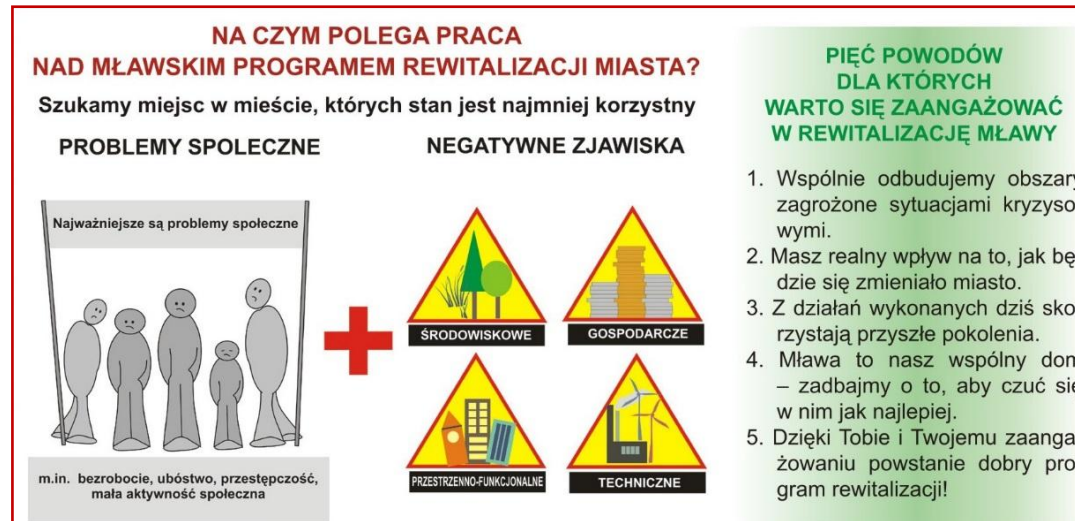 NA CZYM POLEGA PRACA
NAD MŁAWSKIM PROGRAMEM REWITALIZACJI MIASTA?
Szukamy miejsc w mieście, których stan jest najmniej korzystny
PROBLEMY SPOŁECZNE
Najważniejsze są problemy społeczne
m.in. bezrobocie, ubóstwo, przestępczość,
mała aktywność społeczna
+
NEGATYWNE ZJAWISKA
ŚRODOWISKOWE
GOSPODARCZE
PRZESTRZENNO-FUNKCJONALNE
TECHNICZNE
PIĘĆ POWODÓW
DLA KTÓRYCH
WARTO SIĘ ZAANGAŻOWAĆ
W REWITALIZACJĘ MŁAWY
1. Wspólnie odbudujemy obszary
zagrożone sytuacjami kryzyso
wymi.
2. Masz realny wpływ na to, jak bę
dzie się zmieniało miasto.
3. Z działań wykonanych dziś sko
rzystają przyszłe pokolenia.
4. Mława to nasz wspólny dom
– zadbajmy o to, aby czuć się
w nim jak najlepiej.
5. Dzięki Tobie i Twojemu zaanga
żowaniu powstanie dobry pro
gram rewitalizacji!